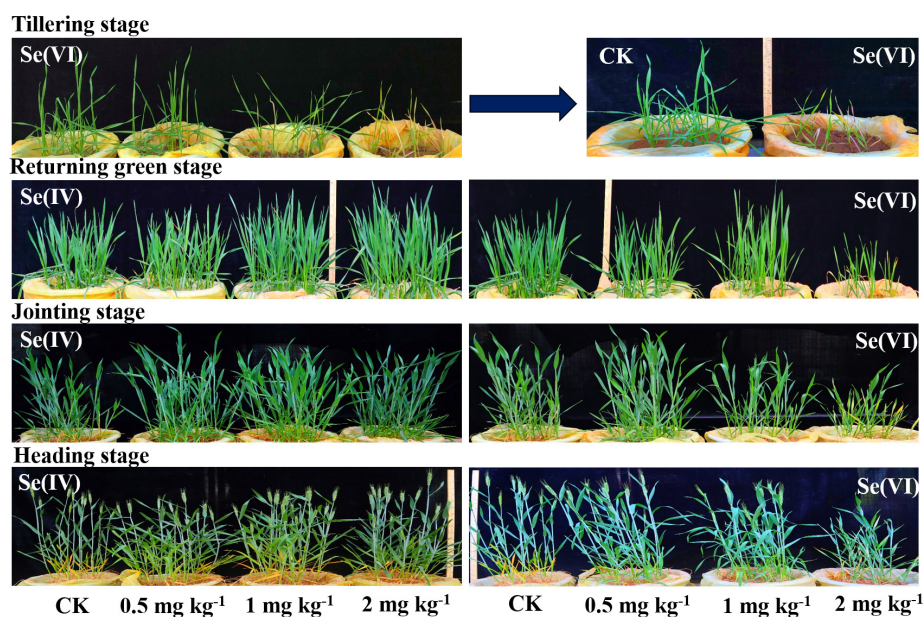 Tillering stage
Se(VI)
CK
Se(VI)
Returning green stage
Se(IV)
Se(VI)
Jointing stage
Se(IV)
Se(VI)
Heading stage
Se(IV)
Se(VI)
CK 0.5 mg kg⁻¹ 1 mg kg⁻¹ 2 mg kg⁻¹ CK 0.5 mg kg⁻¹ 1 mg kg⁻¹ 2 mg kg⁻¹